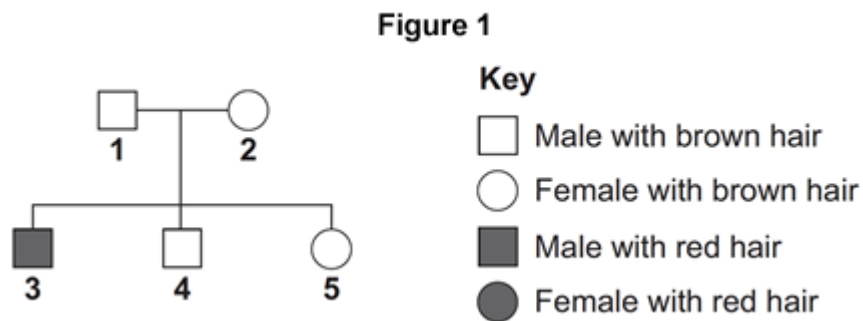 Figure 1
Key
1 2
Male with brown hair
Female with brown hair
Male with red hair
Female with red hair
3 4 5